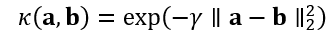 κ(𝐚, 𝐛) = exp(−γ ∥ 𝐚 − 𝐛 ∥₂²)